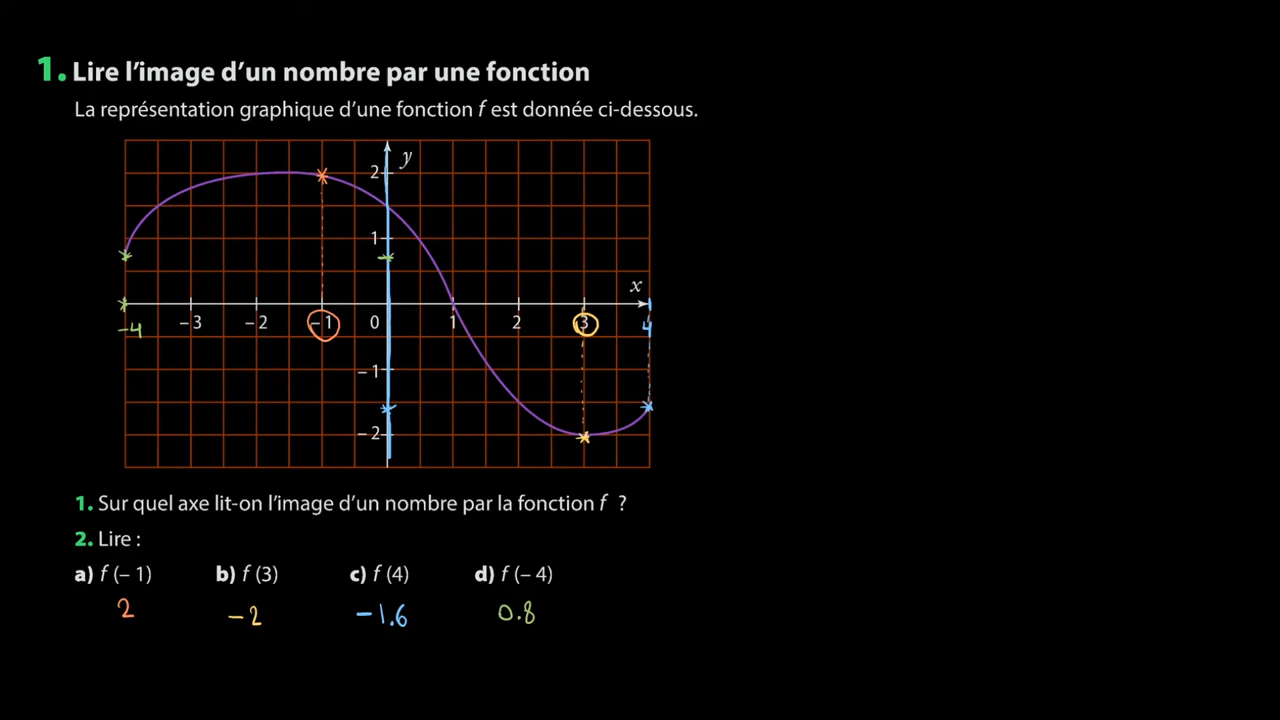 1. Lire l’image d’un nombre par une fonction
La représentation graphique d’une fonction f est donnée ci-dessous.
y
2
1
x
−4 −3 −2 −1 0 1 2 3 4
−1
−2
1. Sur quel axe lit-on l’image d’un nombre par la fonction f ?
2. Lire :
a) f (− 1) b) f (3) c) f (4) d) f (− 4)
2 −2 −1.6 0.8